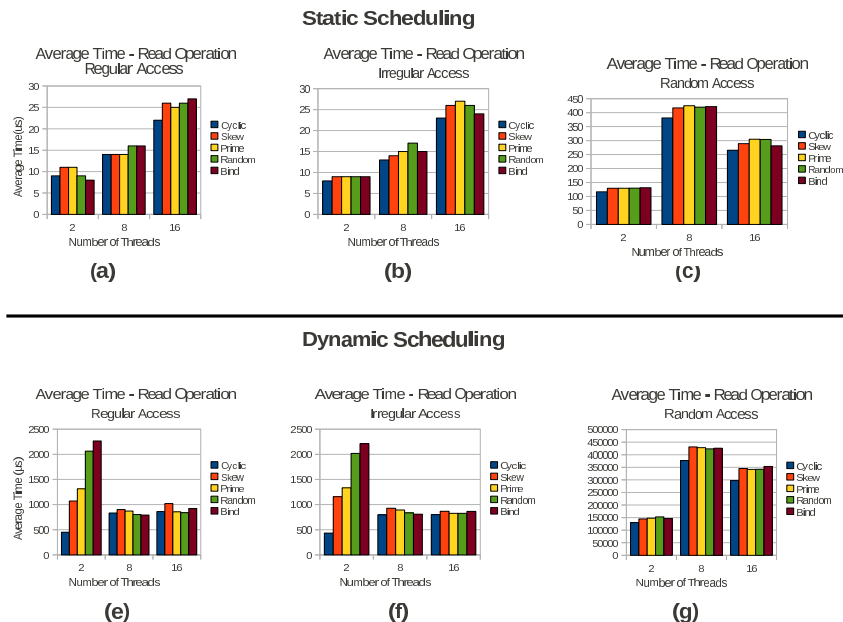 Static Scheduling
Average Time - Read Operation
Regular Access
30
25
20
15
10
5
0
Average Time(us)
2
8
16
Number of Threads
Cyclic
Skew
Prime
Random
Bind
(a)
Average Time - Read Operation
Irregular Access
30
25
20
15
10
5
0
2
8
16
Number of Threads
Cyclic
Skew
Prime
Random
Bind
(b)
Average Time - Read Operation
Random Access
450
400
350
300
250
200
150
100
50
0
2
8
16
Number of Threads
Cyclic
Skew
Prime
Random
Bind
(c)
Dynamic Scheduling
Average Time - Read Operation
Regular Access
2500
2000
1500
1000
500
0
Average Time (µs)
2
8
16
Number of Threads
Cyclic
Skew
Prime
Random
Bind
(e)
Average Time - Read Operation
Irregular Access
2500
2000
1500
1000
500
0
2
8
16
Number of Threads
Cyclic
Skew
Prime
Random
Bind
(f)
Average Time - Read Operation
Random Access
500000
450000
400000
350000
300000
250000
200000
150000
100000
50000
0
2
8
16
Number of Threads
Cyclic
Skew
Prime
Random
Bind
(g)